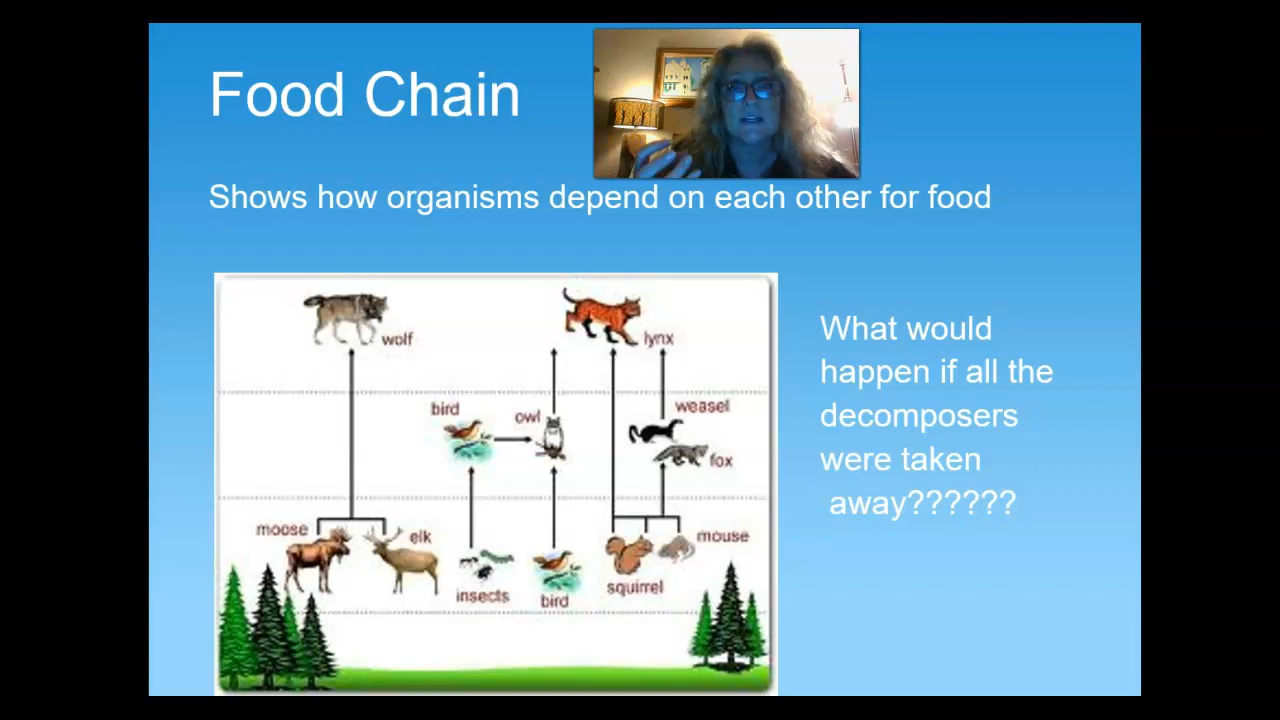 Food Chain
Shows how organisms depend on each other for food
What would
happen if all the
decomposers
were taken
away??????
wolf
lynx
bird
owl
weasel
fox
moose
elk
insects
bird
squirrel
mouse